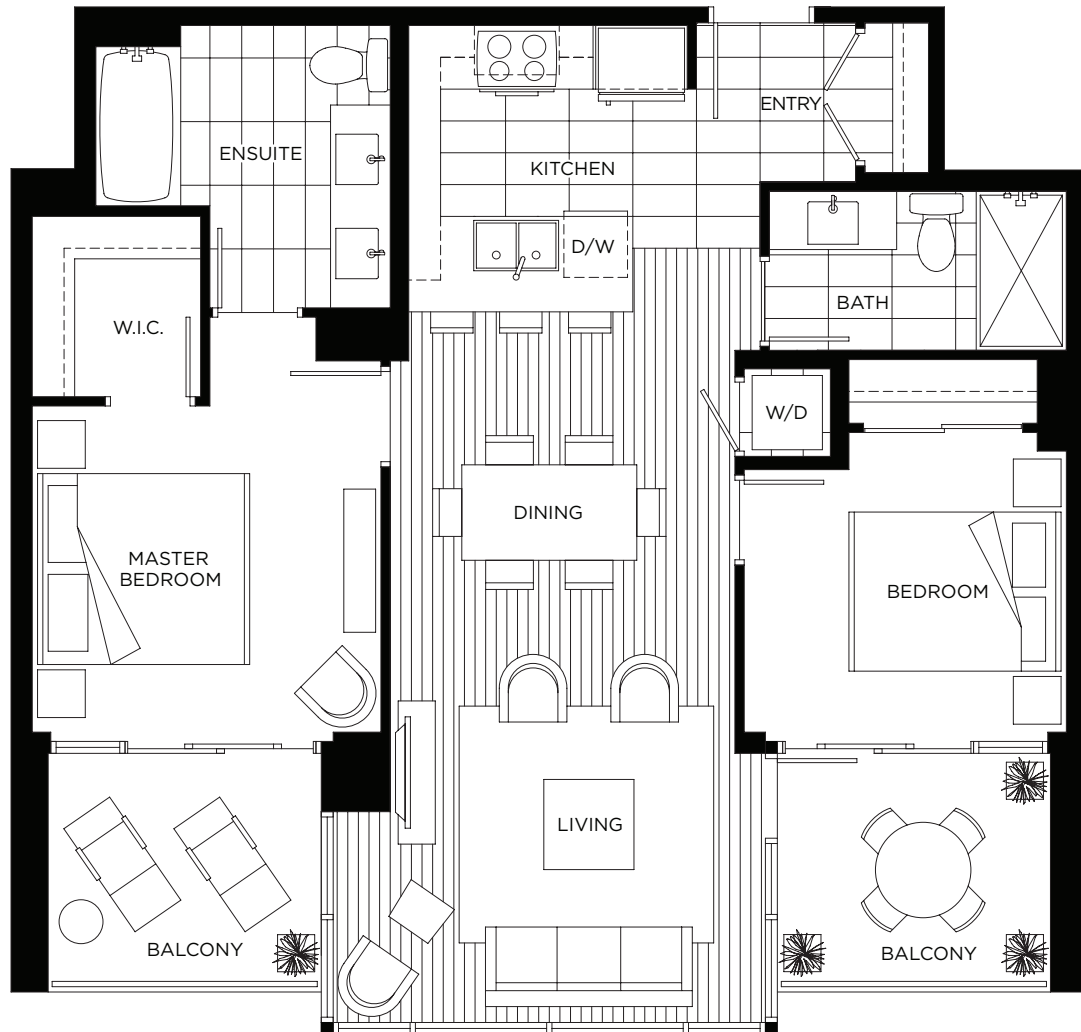 ENTRY
ENSUITE
KITCHEN
D/W
BATH
W.I.C.
W/D
DINING
MASTER
BEDROOM
BEDROOM
LIVING
BALCONY
BALCONY